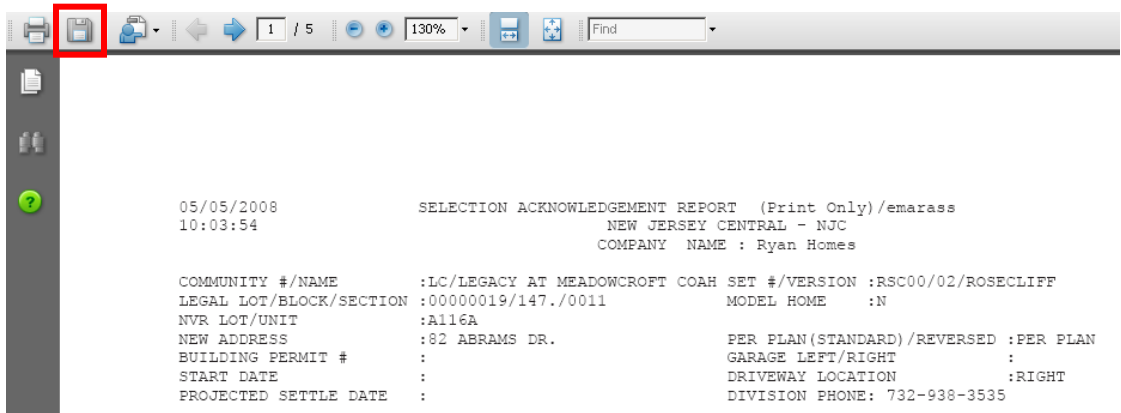 1 / 5 130% Find
05/05/2008 SELECTION ACKNOWLEDGEMENT REPORT (Print Only)/emarass
10:03:54 NEW JERSEY CENTRAL - NJC
COMPANY NAME : Ryan Homes
COMMUNITY #/NAME :LC/LEGACY AT MEADOWCROFT COAH SET #/VERSION :RSC00/02/ROSECLIFF
LEGAL LOT/BLOCK/SECTION :00000019/147./0011 MODEL HOME :N
NVR LOT/UNIT :A116A
NEW ADDRESS :82 ABRAMS DR. PER PLAN(STANDARD)/REVERSED :PER PLAN
BUILDING PERMIT # : GARAGE LEFT/RIGHT :
START DATE : DRIVEWAY LOCATION :RIGHT
PROJECTED SETTLE DATE : DIVISION PHONE: 732-938-3535